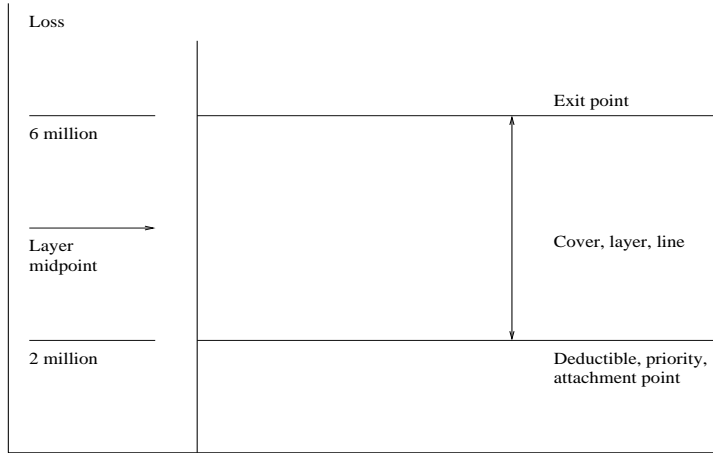 Loss
Exit point
6 million
Layer
midpoint
Cover, layer, line
2 million
Deductible, priority,
attachment point